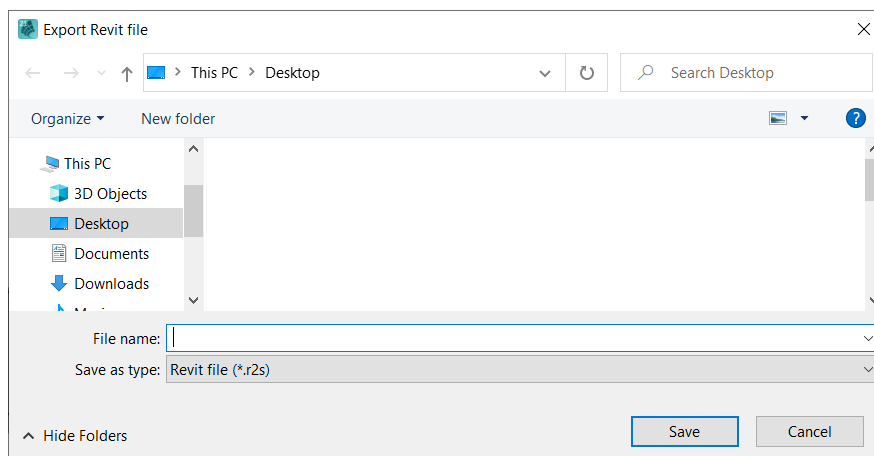 Export Revit file
This PC > Desktop
Search Desktop
Organize
New folder
?
This PC
3D Objects
Desktop
Documents
Downloads
File name:
Save as type: Revit file (*.r2s)
Hide Folders
Save
Cancel